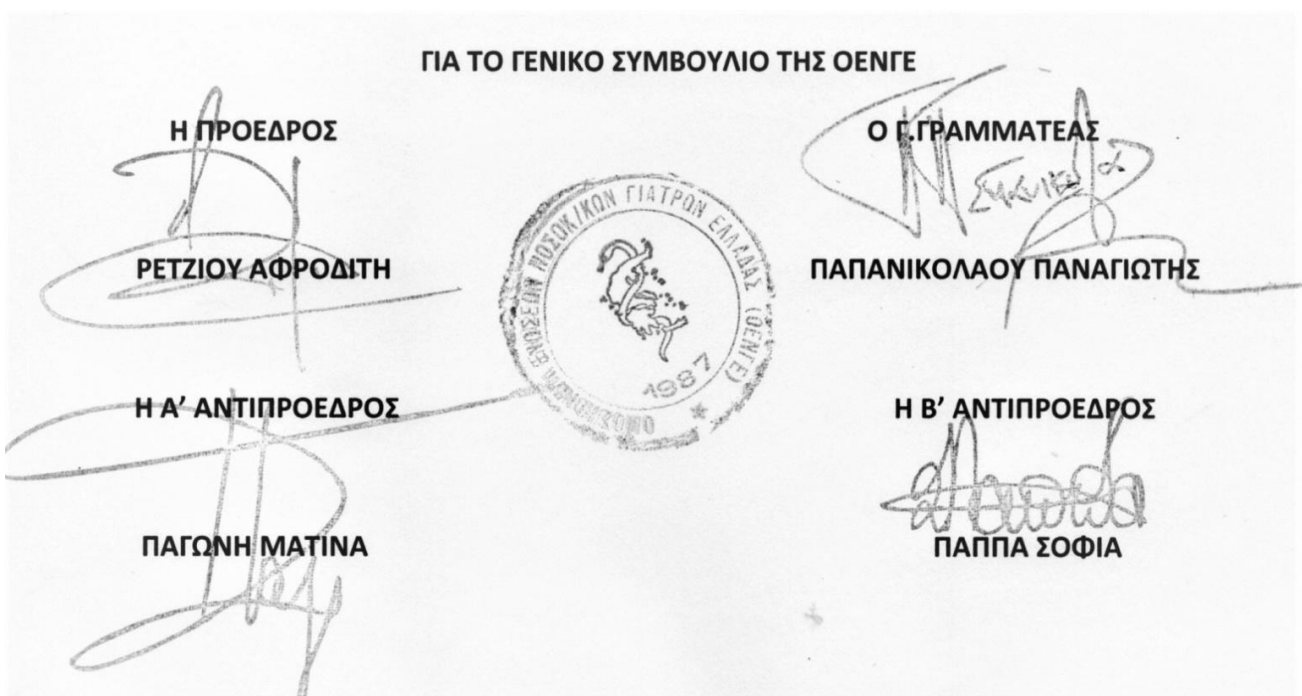 ΓΙΑ ΤΟ ΓΕΝΙΚΟ ΣΥΜΒΟΥΛΙΟ ΤΗΣ ΟΕΝΓΕ
Η ΠΡΟΕΔΡΟΣ
Ο Γ.ΓΡΑΜΜΑΤΕΑΣ
ΡΕΤΖΙΟΥ ΑΦΡΟΔΙΤΗ
ΠΑΠΑΝΙΚΟΛΑΟΥ ΠΑΝΑΓΙΩΤΗΣ
ΟΜΟΣΠΟΝΔΙΑ ΕΝΩΣΕΩΝ ΝΟΣΟΚ/ΚΩΝ ΓΙΑΤΡΩΝ ΕΛΛΑΔΑΣ (ΟΕΝΓΕ)
1987
Η Α’ ΑΝΤΙΠΡΟΕΔΡΟΣ
Η Β’ ΑΝΤΙΠΡΟΕΔΡΟΣ
ΠΑΓΩΝΗ ΜΑΤΙΝΑ
ΠΑΠΠΑ ΣΟΦΙΑ